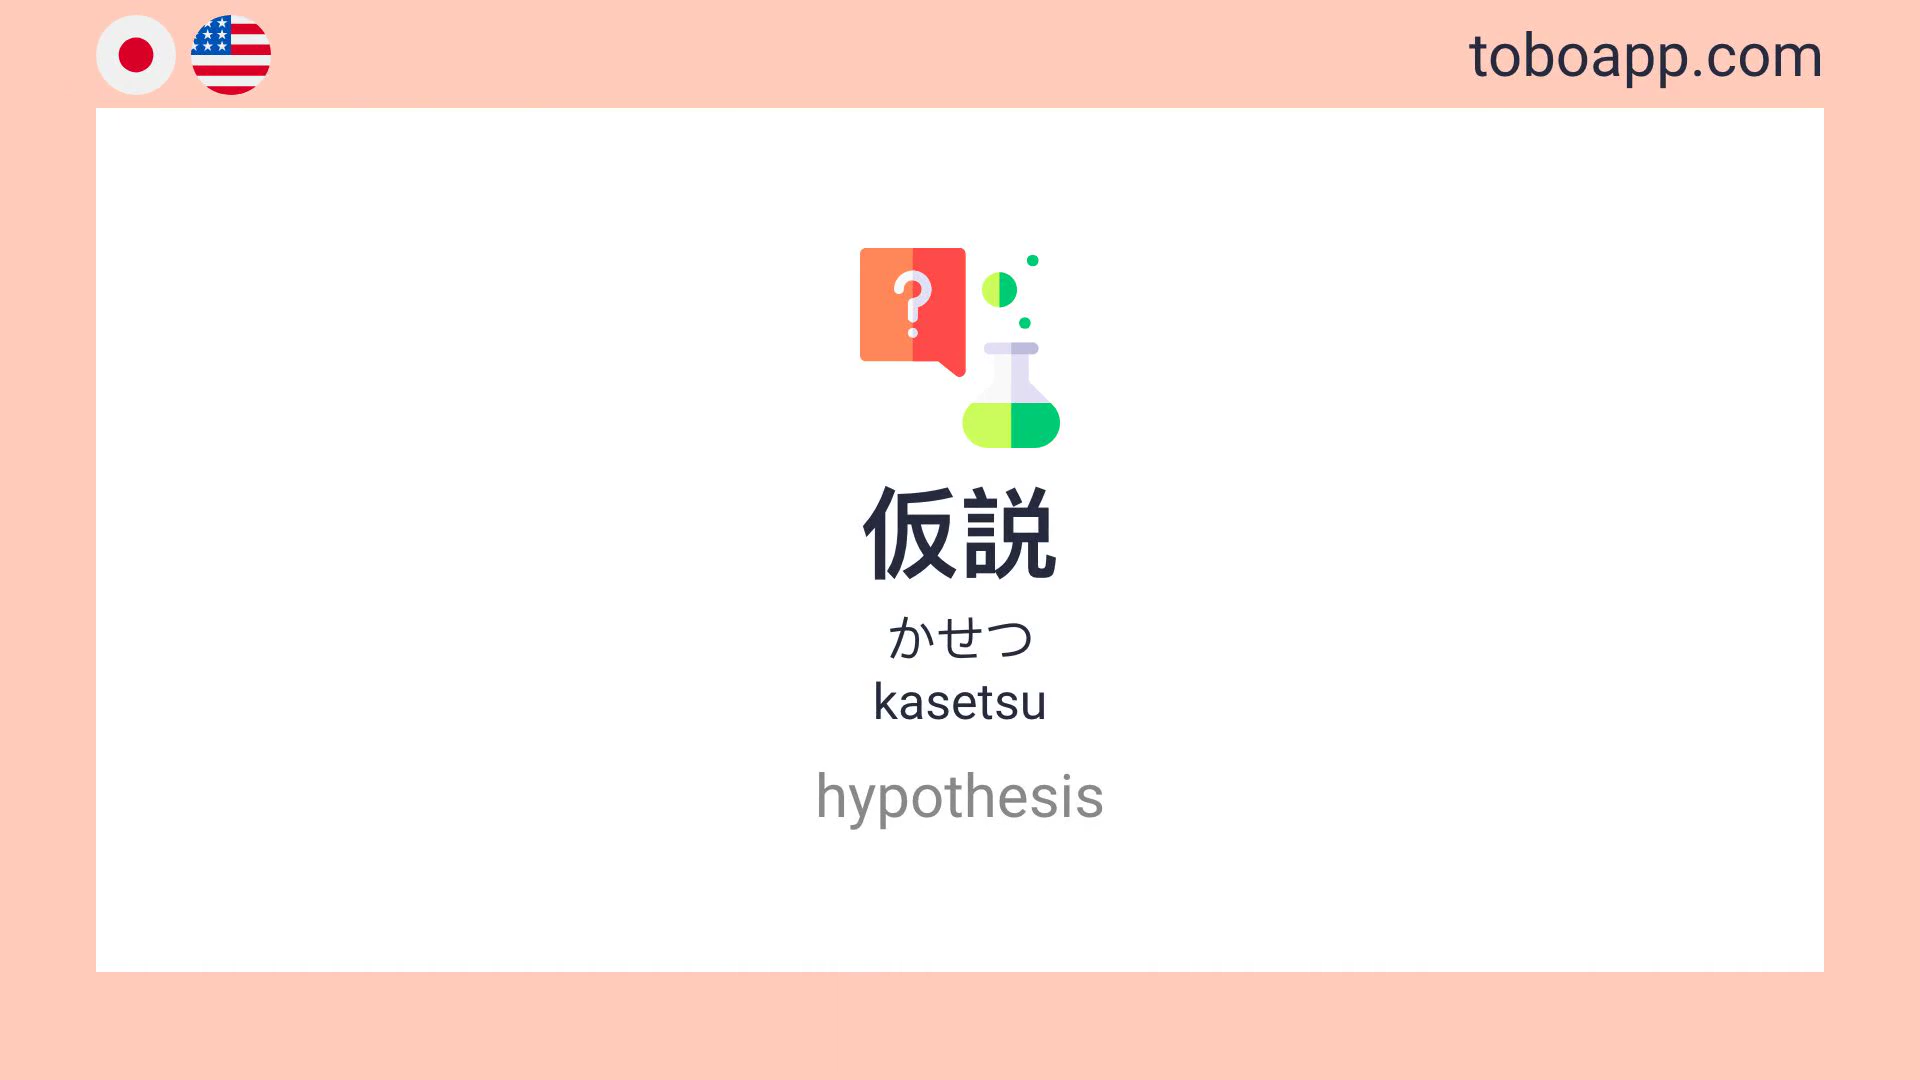 toboapp.com
?
仮説
かせつ
kasetsu
hypothesis